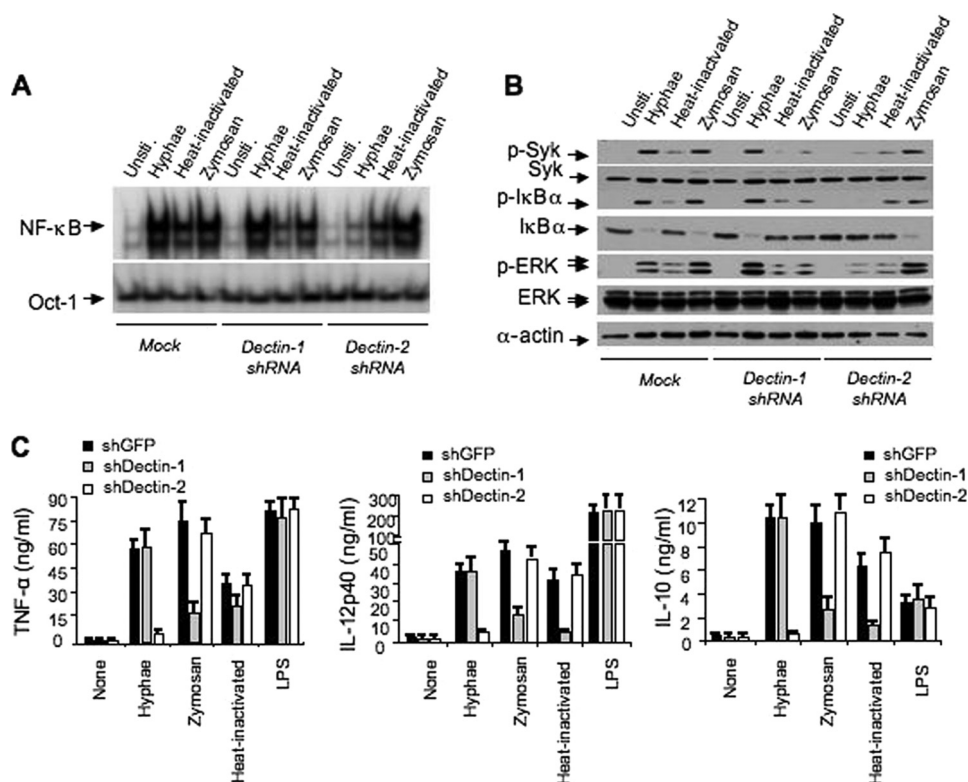 A
Unsti.
Hyphae
Heat-inactivated
Zymosan
Unsti.
Hyphae
Heat-inactivated
Zymosan
Unsti.
Hyphae
Heat-inactivated
Zymosan
NF-κB
Oct-1
Mock
Dectin-1
shRNA
Dectin-2
shRNA
B
Unsti.
Hyphae
Heat-inactivated
Zymosan
Unsti.
Hyphae
Heat-inactivated
Zymosan
Unsti.
Hyphae
Heat-inactivated
Zymosan
p-Syk
Syk
p-IκBα
IκBα
p-ERK
ERK
α-actin
Mock
Dectin-1
shRNA
Dectin-2
shRNA
C
shGFP
shDectin-1
shDectin-2
TNF-α (ng/ml)
90
75
60
45
30
15
0
None
Hyphae
Zymosan
Heat-inactivated
LPS
shGFP
shDectin-1
shDectin-2
IL-12p40 (ng/ml)
300
200
100
50
40
30
20
10
0
None
Hyphae
Zymosan
Heat-inactivated
LPS
shGFP
shDectin-1
shDectin-2
IL-10 (ng/ml)
12
10
8
6
4
2
0
None
Hyphae
Zymosan
Heat-inactivated
LPS